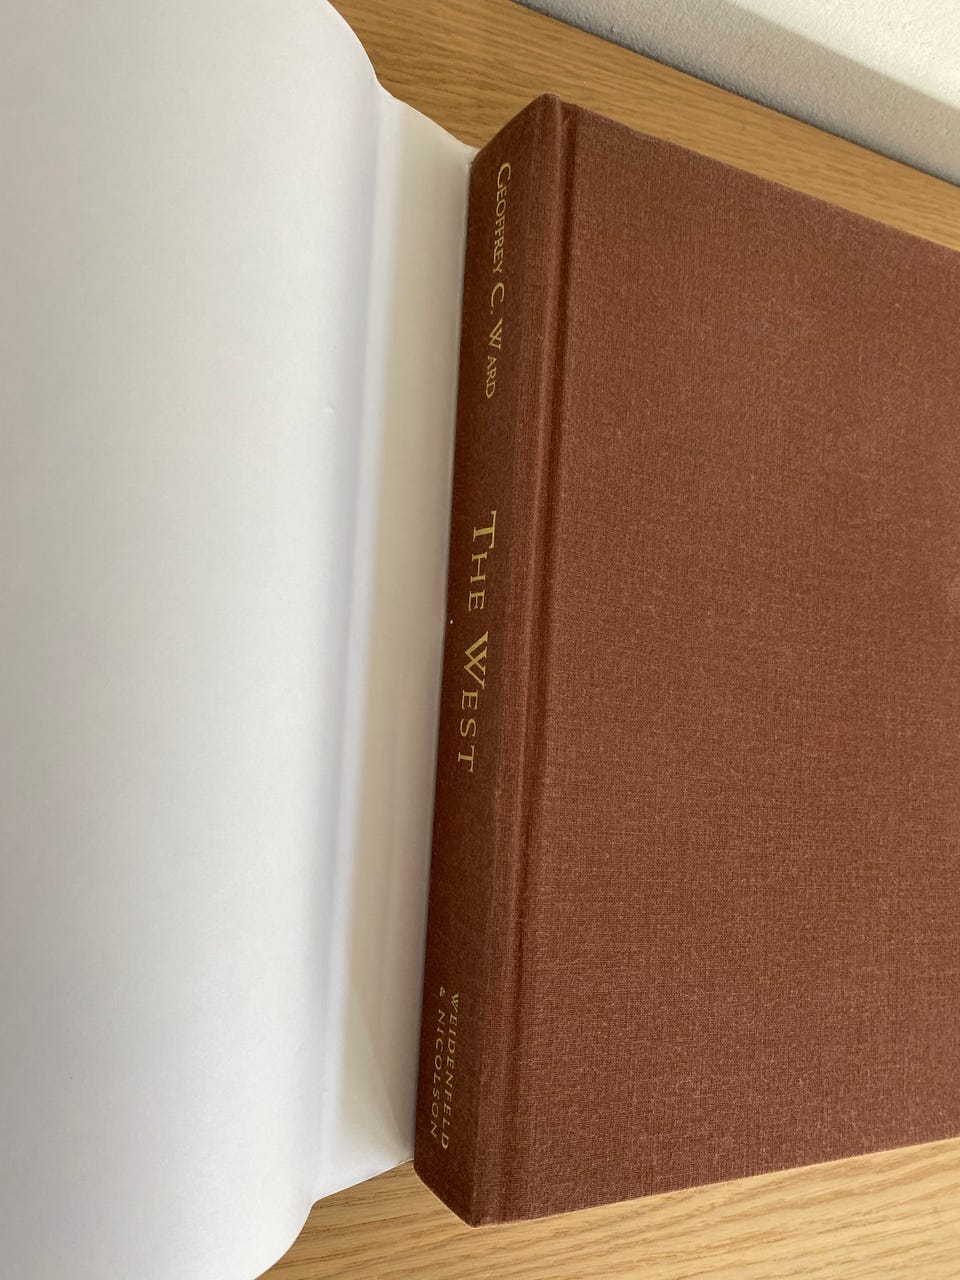 GEOFFREY C. WARD
THE WEST
WEIDENFELD
& NICOLSON